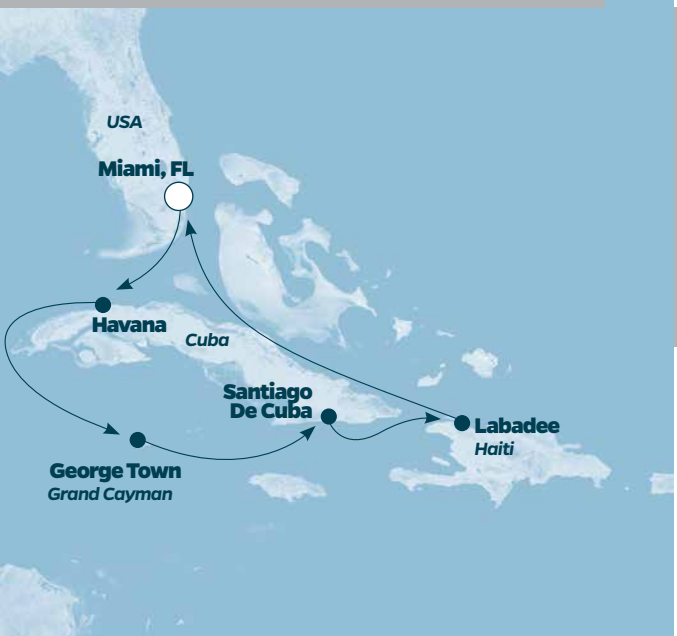 USA
Miami, FL
Havana
Cuba
Santiago
De Cuba
Labadee
Haiti
George Town
Grand Cayman